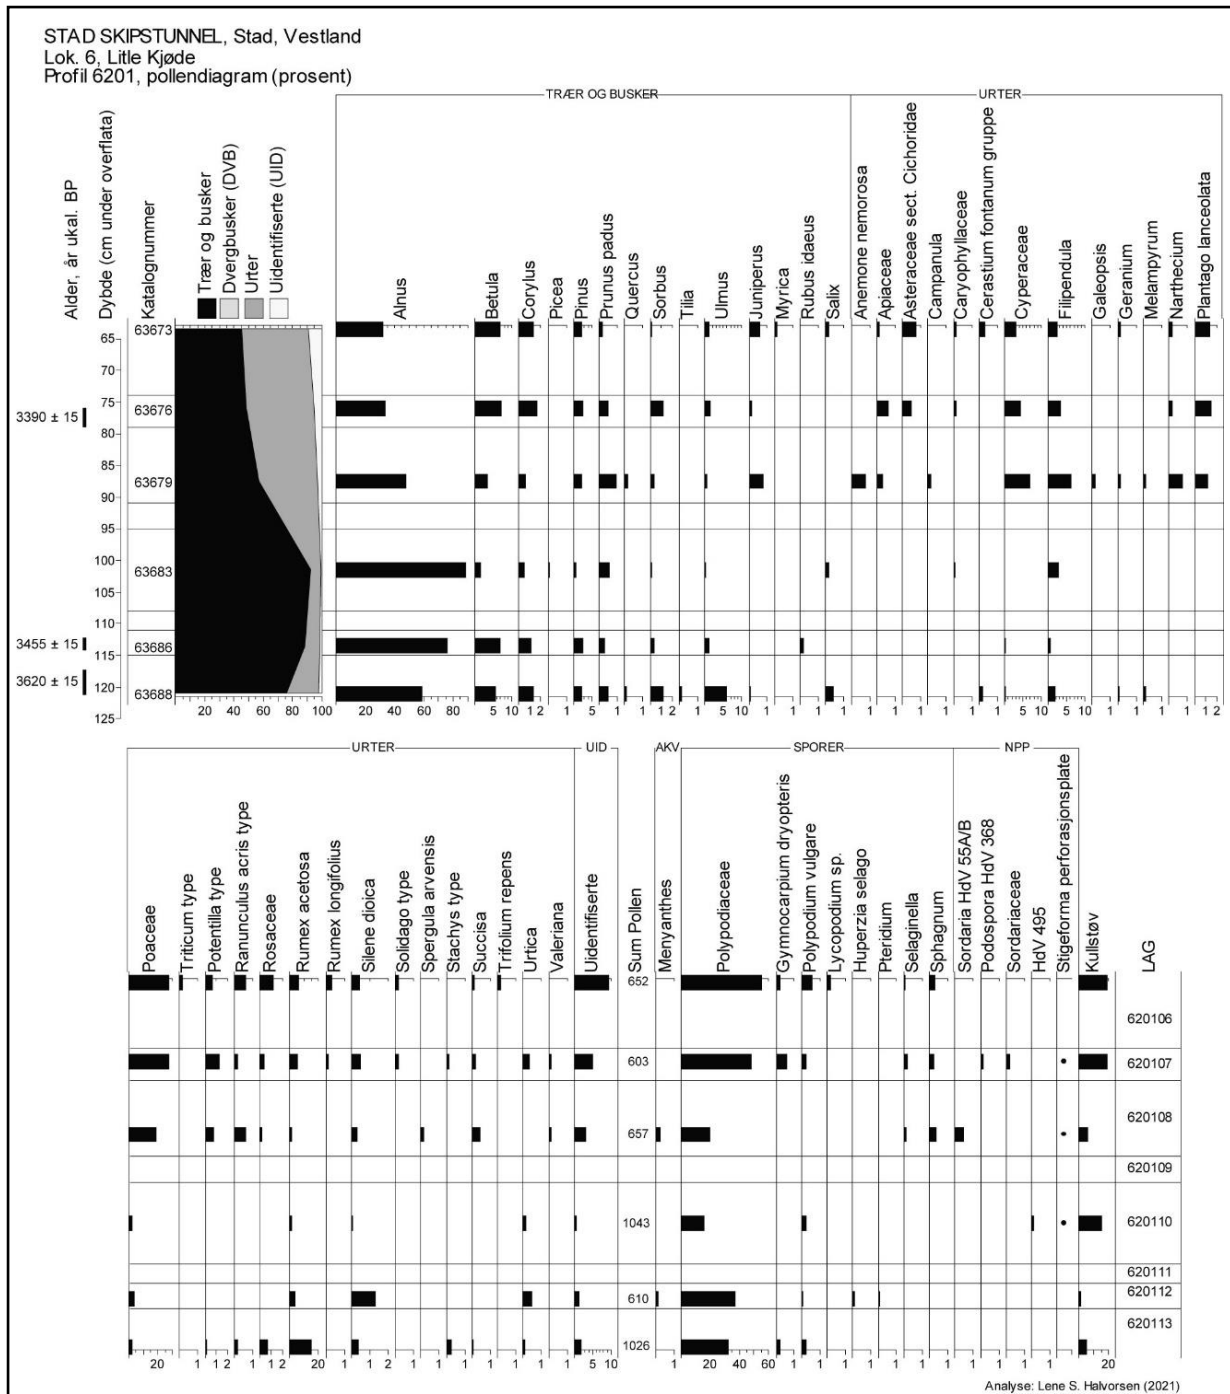 STAD SKIPSTUNNEL, Stad, Vestland
Lok. 6, Litle Kjøde
Profil 6201, pollendiagram (prosent)
TRÆR OG BUSKER
URTER
Alder, år ukal. BP
Dybde (cm under overflata)
Katalognummer
Trær og busker
Dvergbusker (DVB)
Urter
Uidentifiserte (UID)
Alnus
Betula
Corylus
Picea
Pinus
Prunus padus
Quercus
Sorbus
Tilia
Ulmus
Juniperus
Myrica
Rubus idaeus
Salix
Anemone nemorosa
Apiaceae
Asteraceae sect. Cichoridae
Campanula
Caryophyllaceae
Cerastium fontanum gruppe
Cyperaceae
Filipendula
Galeopsis
Geranium
Melampyrum
Narthecium
Plantago lanceolata
63673
65
70
75
63676
3390 ± 15
80
85
63679
90
95
100
63683
105
110
3455 ± 15
63686
115
3620 ± 15
63688
120
125
20 40 60 80 100
20 40 60 80
5 10
1 2
1
5
1
1
1 2
1
5 10
1
1
1
1
1
1
1
1
1
1
5 10
5 10
1
1
1
1
1 2
URTER
UID
AKV
SPORER
NPP
Poaceae
Triticum type
Potentilla type
Ranunculus acris type
Rosaceae
Rumex acetosa
Rumex longifolius
Silene dioica
Solidago type
Spergula arvensis
Stachys type
Succisa
Trifolium repens
Urtica
Valeriana
Uidentifiserte
Sum Pollen
Menyanthes
Polypodiaceae
Gymnocarpium dryopteris
Polypodium vulgare
Lycopodium sp.
Huperzia selago
Pteridium
Selaginella
Sphagnum
Sordaria HdV 55A/B
Podospora HdV 368
Sordariaceae
HdV 495
Stigeforma perforasjonsplate
Kullstøv
LAG
652
620106
603
620107
620108
657
620109
1043
620110
620111
610
620112
620113
1026
20
1
1 2
1
1 2
20
1
1 2
1
1
1
1
1
1
1
5 10
1
20 40 60
1
1
1
1
1
1
1
1
1
1
1
20
Analyse: Lene S. Halvorsen (2021)